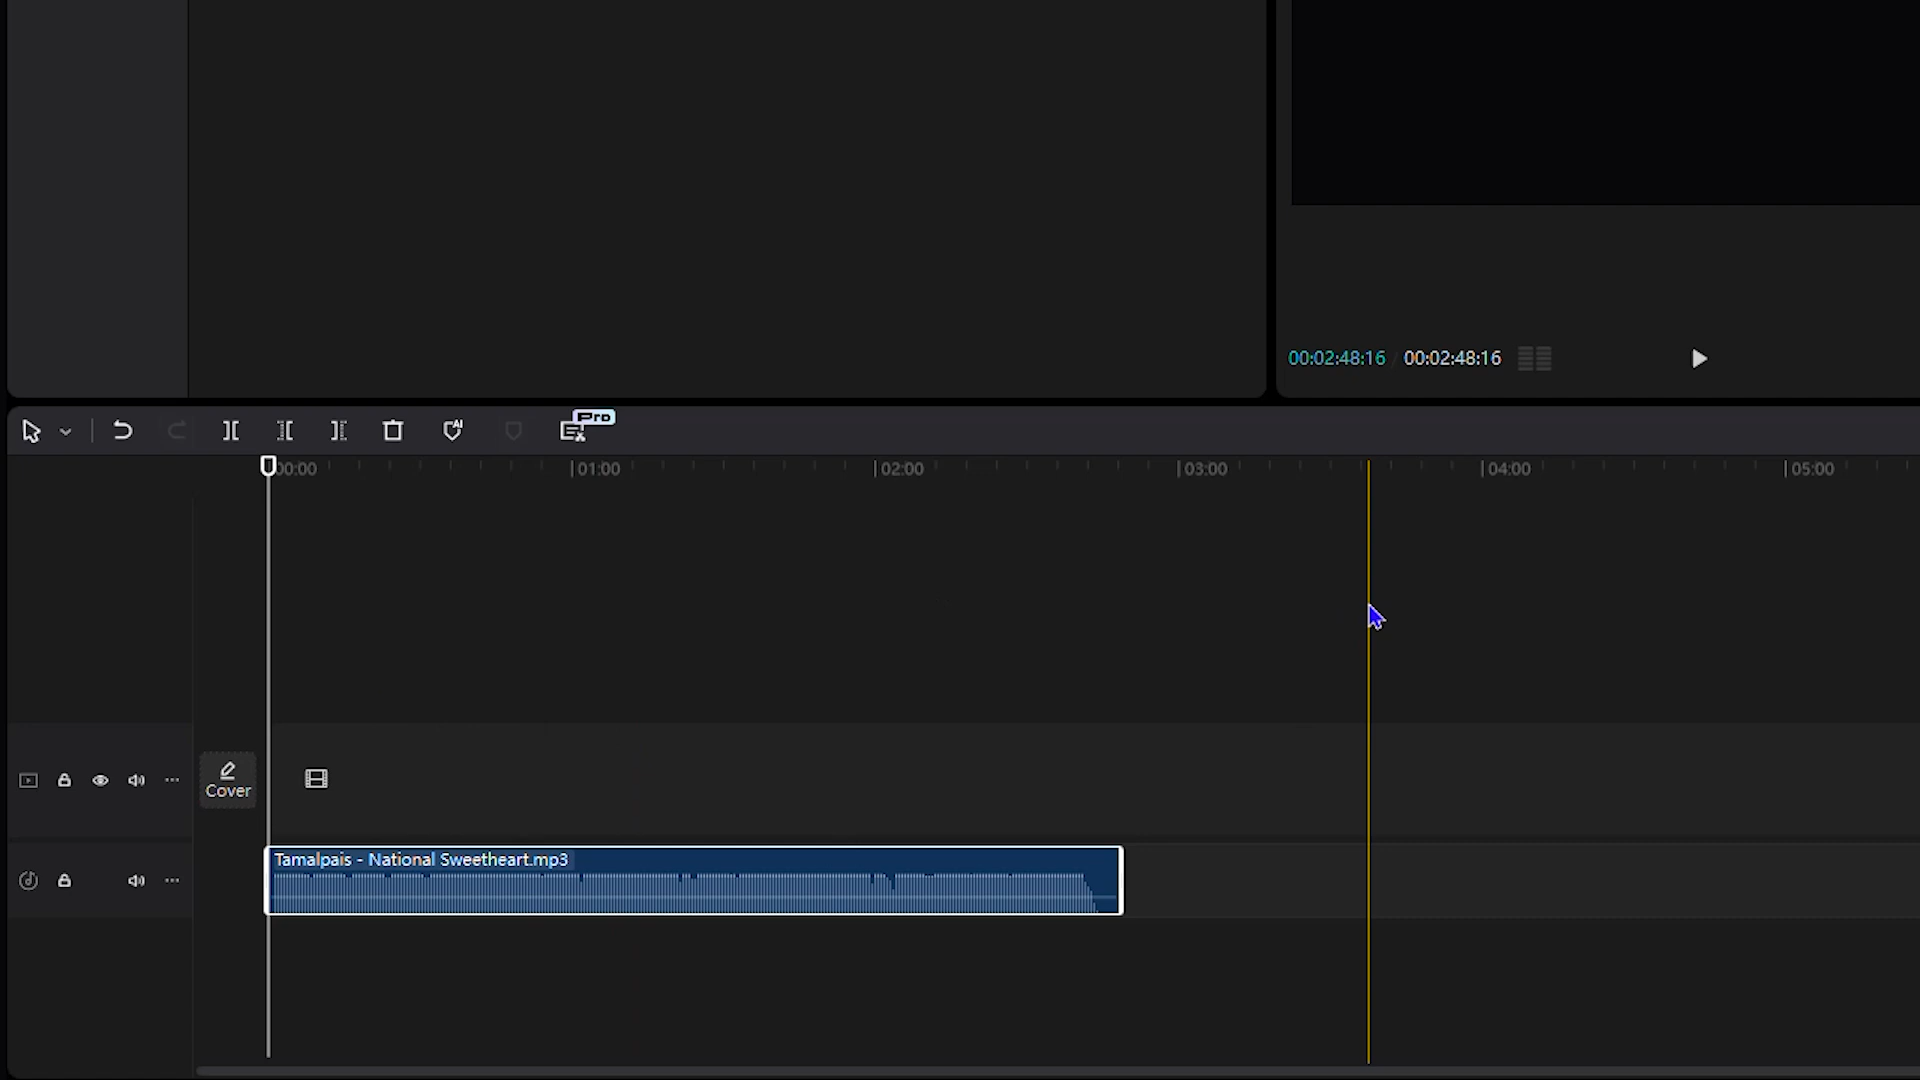 00:02:48:16 / 00:02:48:16
Pro
00:00 01:00 02:00 03:00 04:00 05:00
Cover
Tamalpais - National Sweetheart.mp3